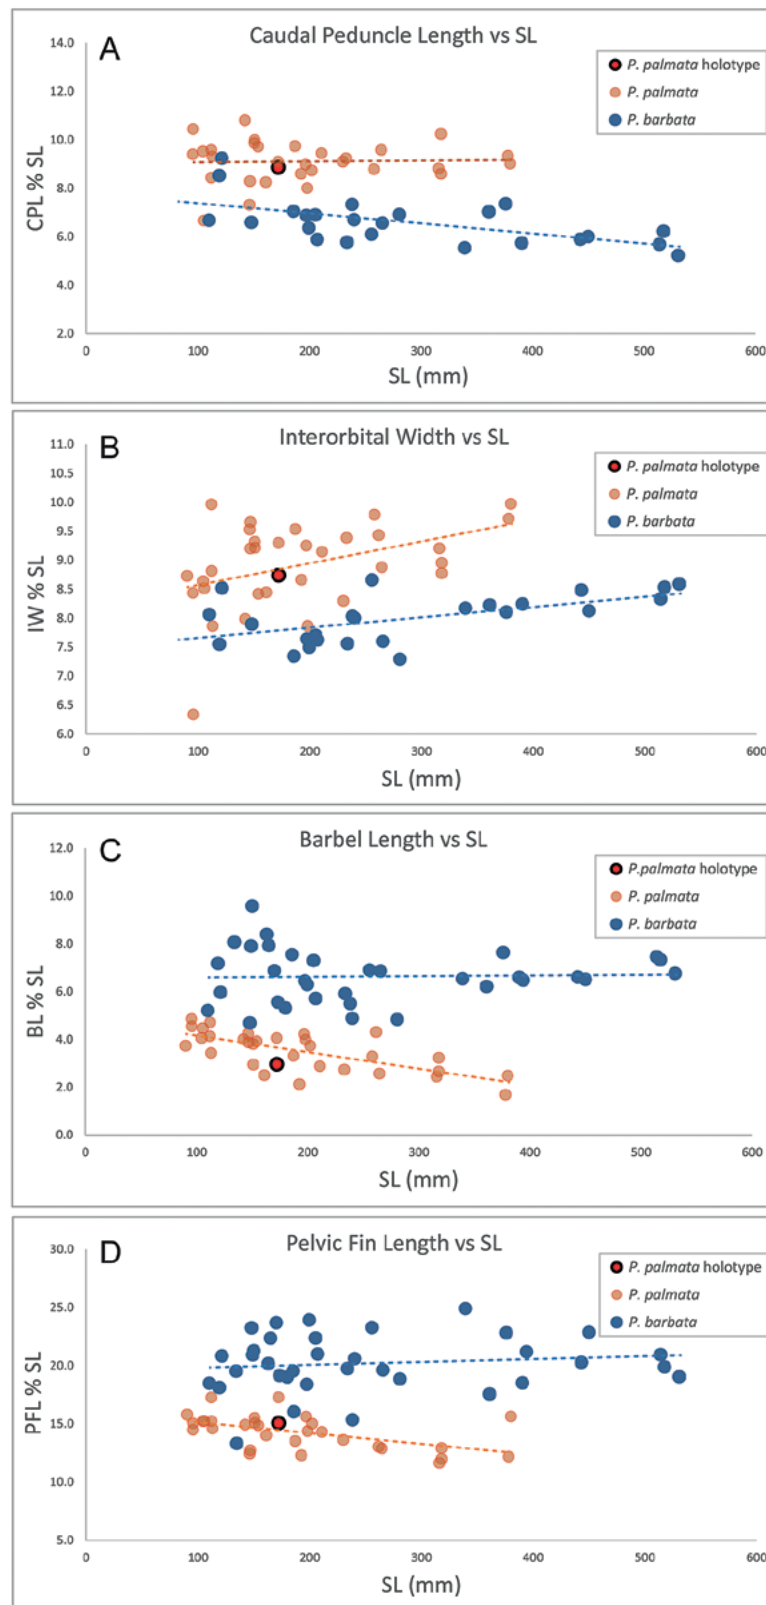 A
Caudal Peduncle Length vs SL
P. palmata holotype
P. palmata
P. barbata
CPL % SL
14.0
12.0
10.0
8.0
6.0
4.0
2.0
0 100 200 300 400 500 600
SL (mm)
B
Interorbital Width vs SL
P. palmata holotype
P. palmata
P. barbata
IW % SL
11.0
10.5
10.0
9.5
9.0
8.5
8.0
7.5
7.0
6.5
6.0
0 100 200 300 400 500 600
SL (mm)
C
Barbel Length vs SL
P.palmata holotype
P. palmata
P. barbata
BL % SL
12.0
10.0
8.0
6.0
4.0
2.0
0.0
0 100 200 300 400 500 600
SL (mm)
D
Pelvic Fin Length vs SL
P. palmata holotype
P. palmata
P. barbata
PFL % SL
30.0
25.0
20.0
15.0
10.0
5.0
0 100 200 300 400 500 600
SL (mm)